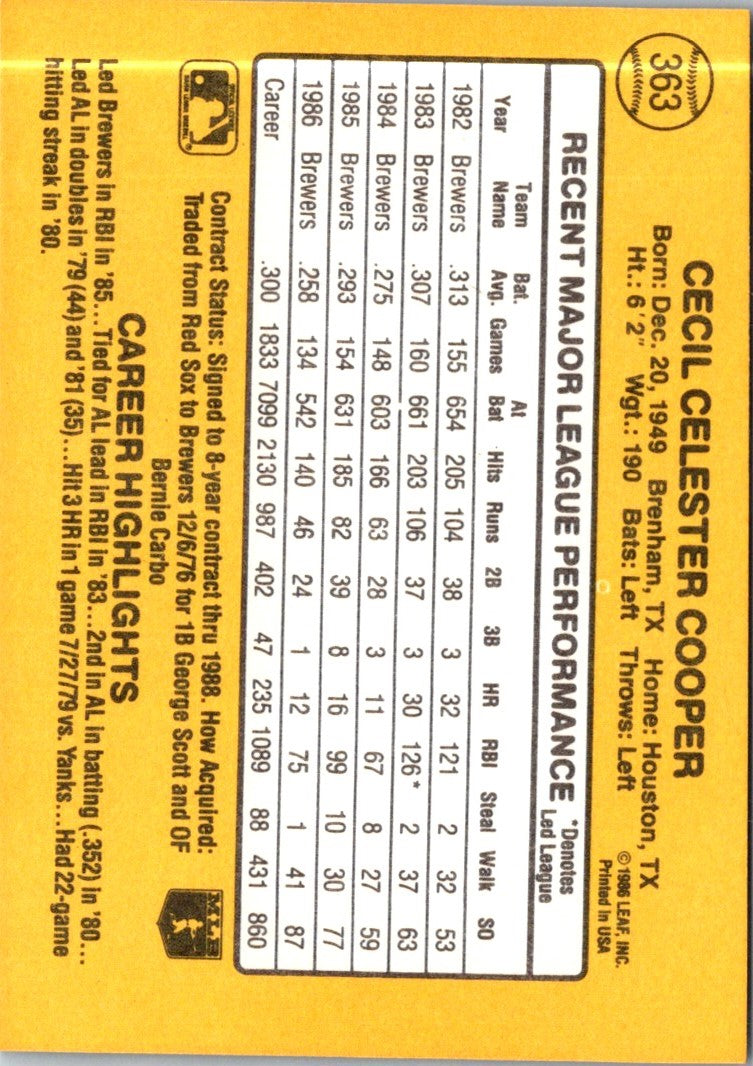 363
CECIL CELESTER COOPER
Born: Dec. 20, 1949 Brenham, TX Home: Houston, TX
Ht.: 6'2" Wgt.: 190 Bats: Left Throws: Left
© 1986 LEAF, INC.
Printed in USA
RECENT MAJOR LEAGUE PERFORMANCE
*Denotes
Led League
Year Team Name Bat. Avg. Games At Bat Hits Runs 2B 3B HR RBI Steal Walk SO
1982 Brewers .313 155 654 205 104 38 3 32 121 2 32 53
1983 Brewers .307 160 661 203 106 37 3 30 126* 2 37 63
1984 Brewers .275 148 603 166 63 28 3 11 67 8 27 59
1985 Brewers .293 154 631 185 82 39 8 16 99 10 30 77
1986 Brewers .258 134 542 140 46 24 1 12 75 1 41 87
Career .300 1833 7099 2130 987 402 47 235 1089 88 431 860
Contract Status: Signed to 8-year contract thru 1988. How Acquired:
Traded from Red Sox to Brewers 12/6/76 for 1B George Scott and OF
Bernie Carbo
MLB
CAREER HIGHLIGHTS
Led Brewers in RBI in '85...Tied for AL lead in RBI in '83...2nd in AL in batting (.352) in '80...
Led AL in doubles in '79 (44) and '81 (35)...Hit 3 HR in 1 game 7/27/79 vs. Yanks...Had 22-game
hitting streak in '80.